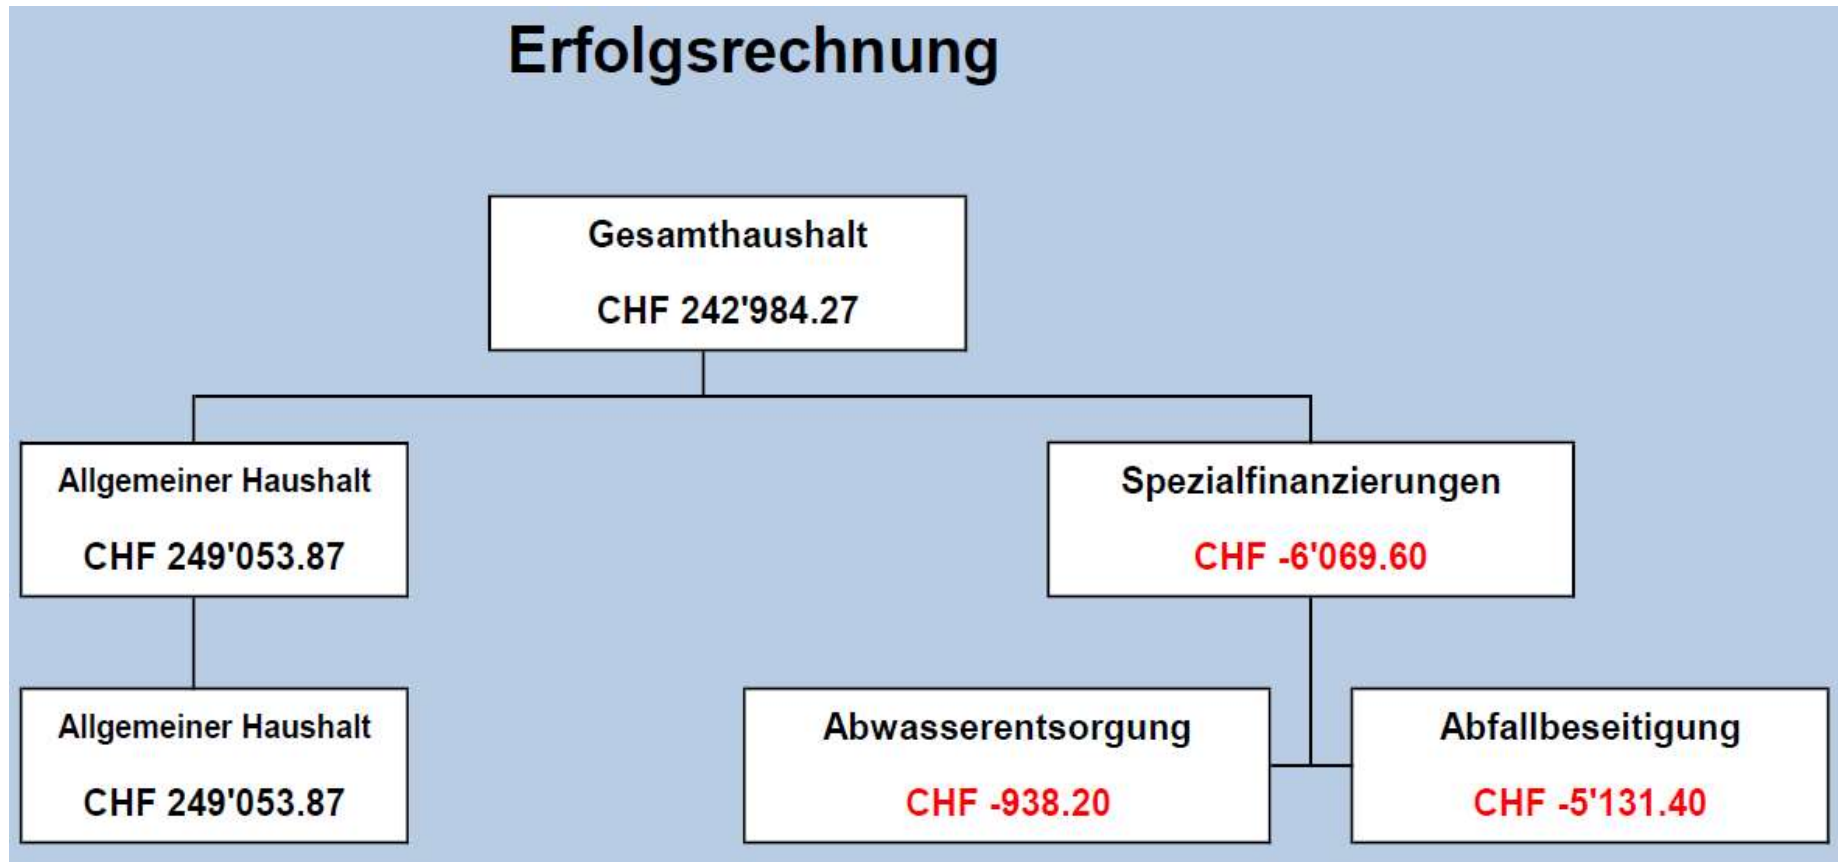 Erfolgsrechnung
Gesamthaushalt
CHF 242'984.27
Allgemeiner Haushalt
CHF 249'053.87
Spezialfinanzierungen
CHF -6'069.60
Allgemeiner Haushalt
CHF 249'053.87
Abwasserentsorgung
CHF -938.20
Abfallbeseitigung
CHF -5'131.40